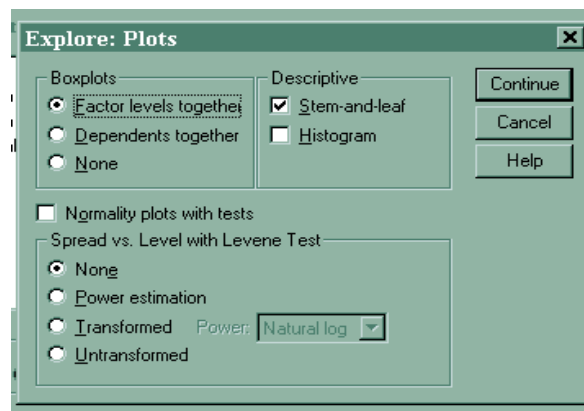 Explore: Plots
Boxplots
Factor levels together
Dependents together
None
Descriptive
Stem-and-leaf
Histogram
Continue
Cancel
Help
Normality plots with tests
Spread vs. Level with Levene Test
None
Power estimation
Transformed Power: Natural log
Untransformed